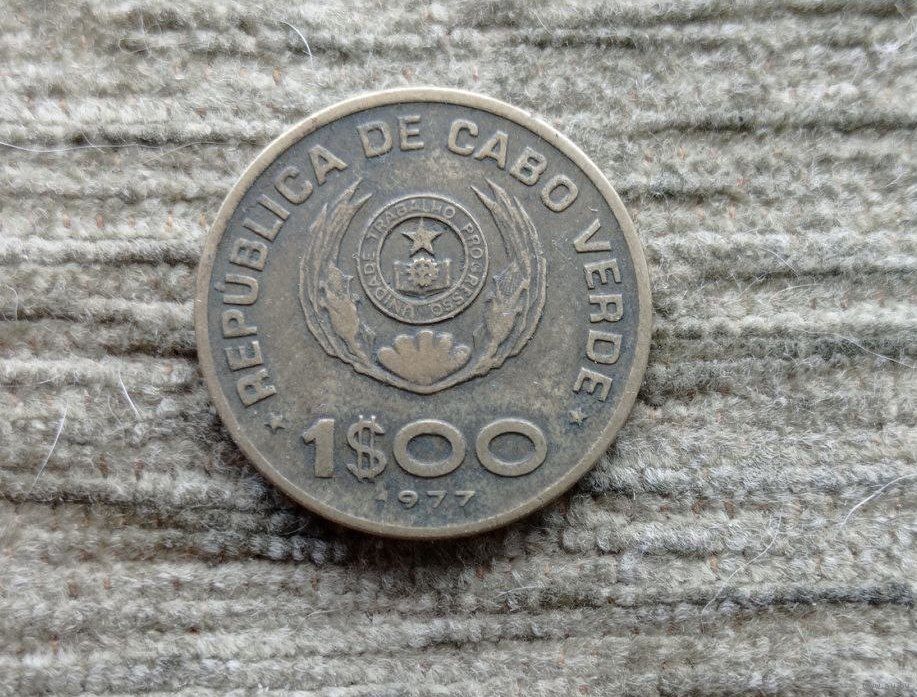 REPÚBLICA DE CABO VERDE
UNIDADE TRABALHO PROGRESSO
1$00
1977